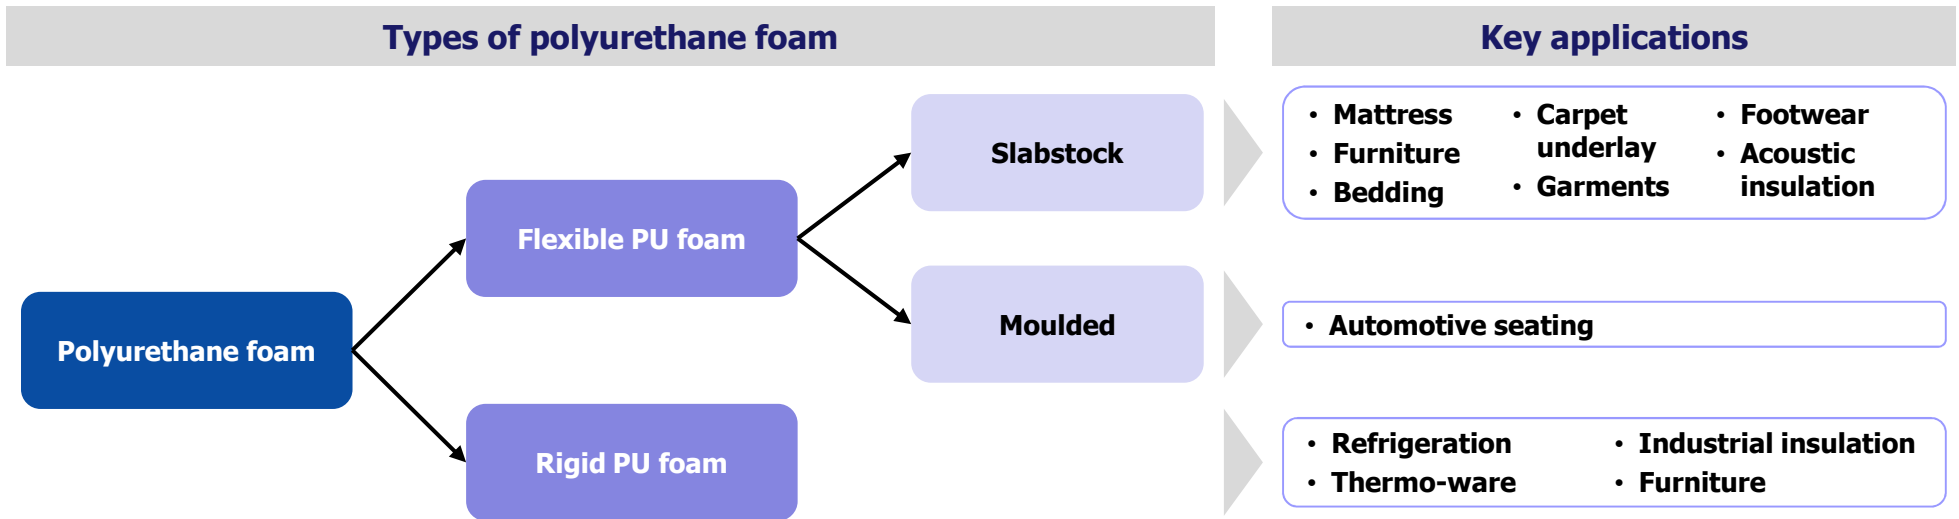 Types of polyurethane foam
Key applications
Polyurethane foam
Flexible PU foam
Rigid PU foam
Slabstock
Moulded
• Mattress
• Furniture
• Bedding
• Carpet
underlay
• Garments
• Footwear
• Acoustic
insulation
• Automotive seating
• Refrigeration
• Thermo-ware
• Industrial insulation
• Furniture